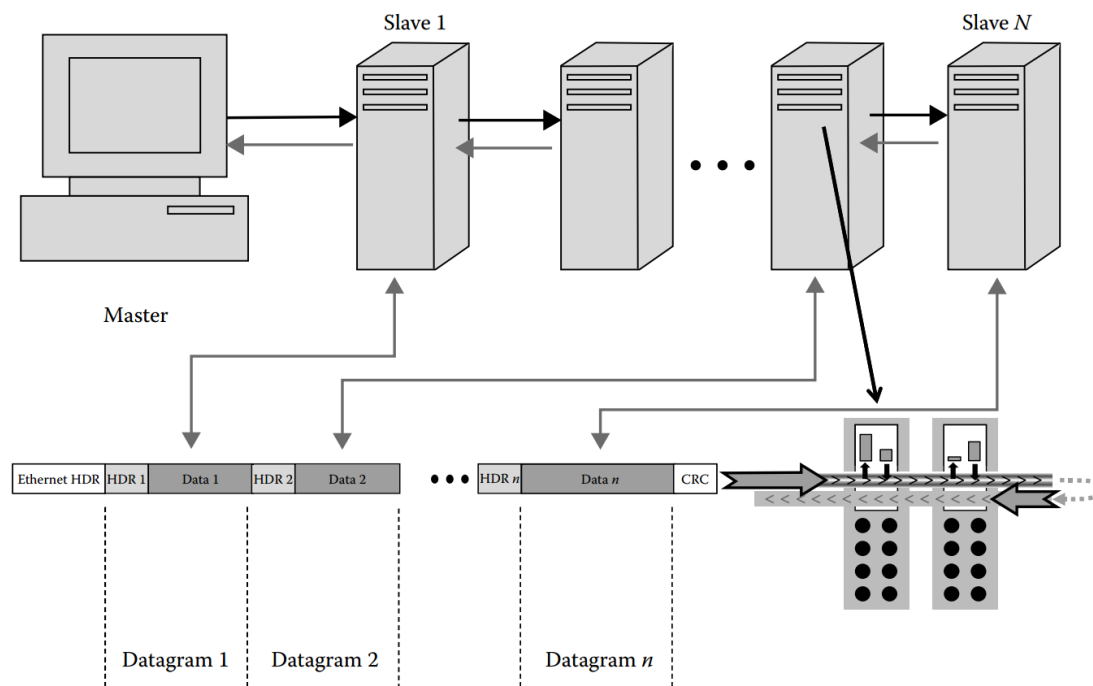 Slave 1
Slave N
Master
Ethernet HDR HDR 1 Data 1 HDR 2 Data 2 HDR n Data n CRC
Datagram 1 Datagram 2 Datagram n